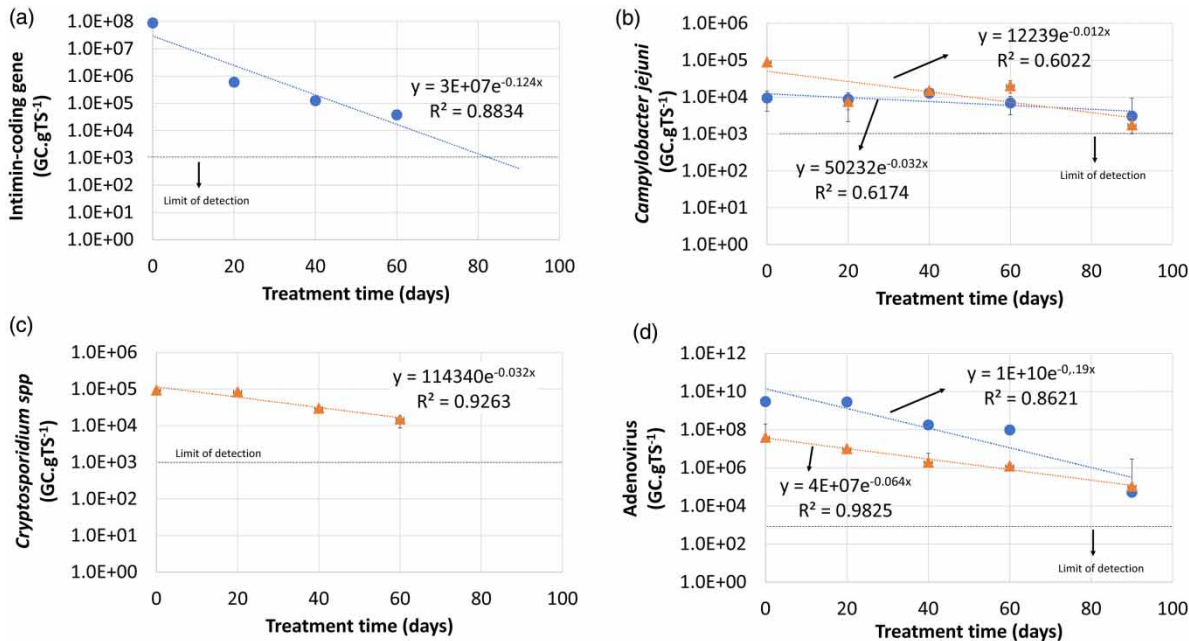 (a)
1.0E+08
1.0E+07
1.0E+06
1.0E+05
1.0E+04
1.0E+03
1.0E+02
1.0E+01
1.0E+00
Intimin-coding gene
(GC.gTS⁻¹)
y = 3E+07e^-0.124x
R² = 0.8834
Limit of detection
0 20 40 60 80 100
Treatment time (days)
(b)
1.0E+06
1.0E+05
1.0E+04
1.0E+03
1.0E+02
1.0E+01
1.0E+00
Campylobacter jejuni
(GC.gTS⁻¹)
y = 12239e^-0.012x
R² = 0.6022
y = 50232e^-0.032x
R² = 0.6174
Limit of detection
0 20 40 60 80 100
Treatment time (days)
(c)
1.0E+06
1.0E+05
1.0E+04
1.0E+03
1.0E+02
1.0E+01
1.0E+00
Cryptosporidium spp
(GC.gTS⁻¹)
y = 114340e^-0.032x
R² = 0.9263
Limit of detection
0 20 40 60 80 100
Treatment time (days)
(d)
1.0E+12
1.0E+10
1.0E+08
1.0E+06
1.0E+04
1.0E+02
1.0E+00
Adenovirus
(GC.gTS⁻¹)
y = 1E+10e^-0,.19x
R² = 0.8621
y = 4E+07e^-0.064x
R² = 0.9825
Limit of detection
0 20 40 60 80 100
Treatment time (days)